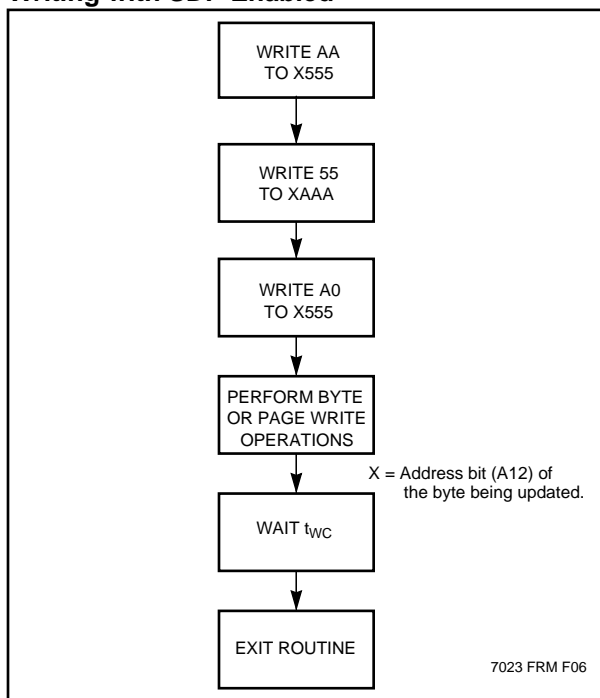 Writing with SDP Enabled
WRITE AA
TO X555
WRITE 55
TO XAAA
WRITE A0
TO X555
PERFORM BYTE
OR PAGE WRITE
OPERATIONS
X = Address bit (A12) of
the byte being updated.
WAIT tWC
EXIT ROUTINE
7023 FRM F06